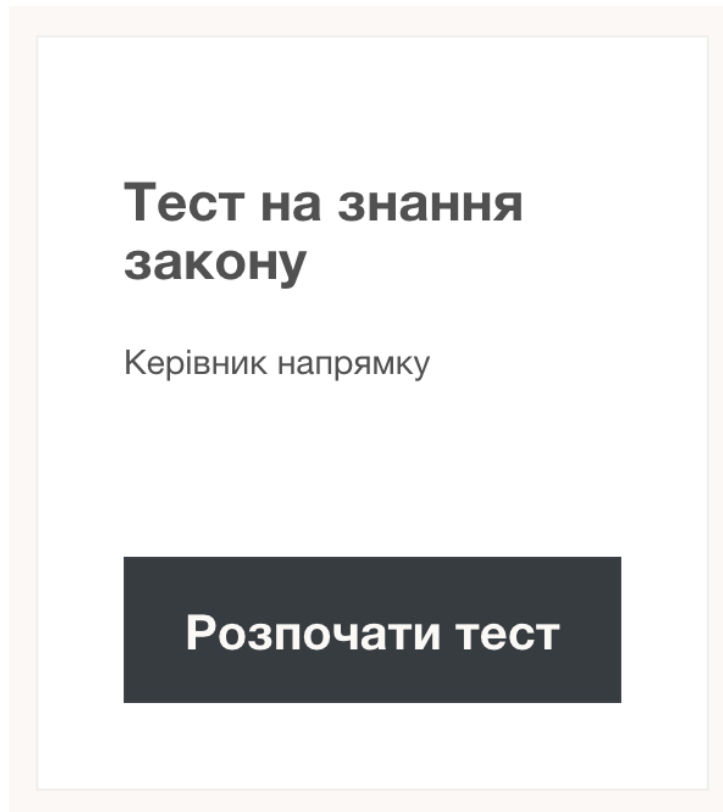 Тест на знання
закону
Керівник напрямку
Розпочати тест